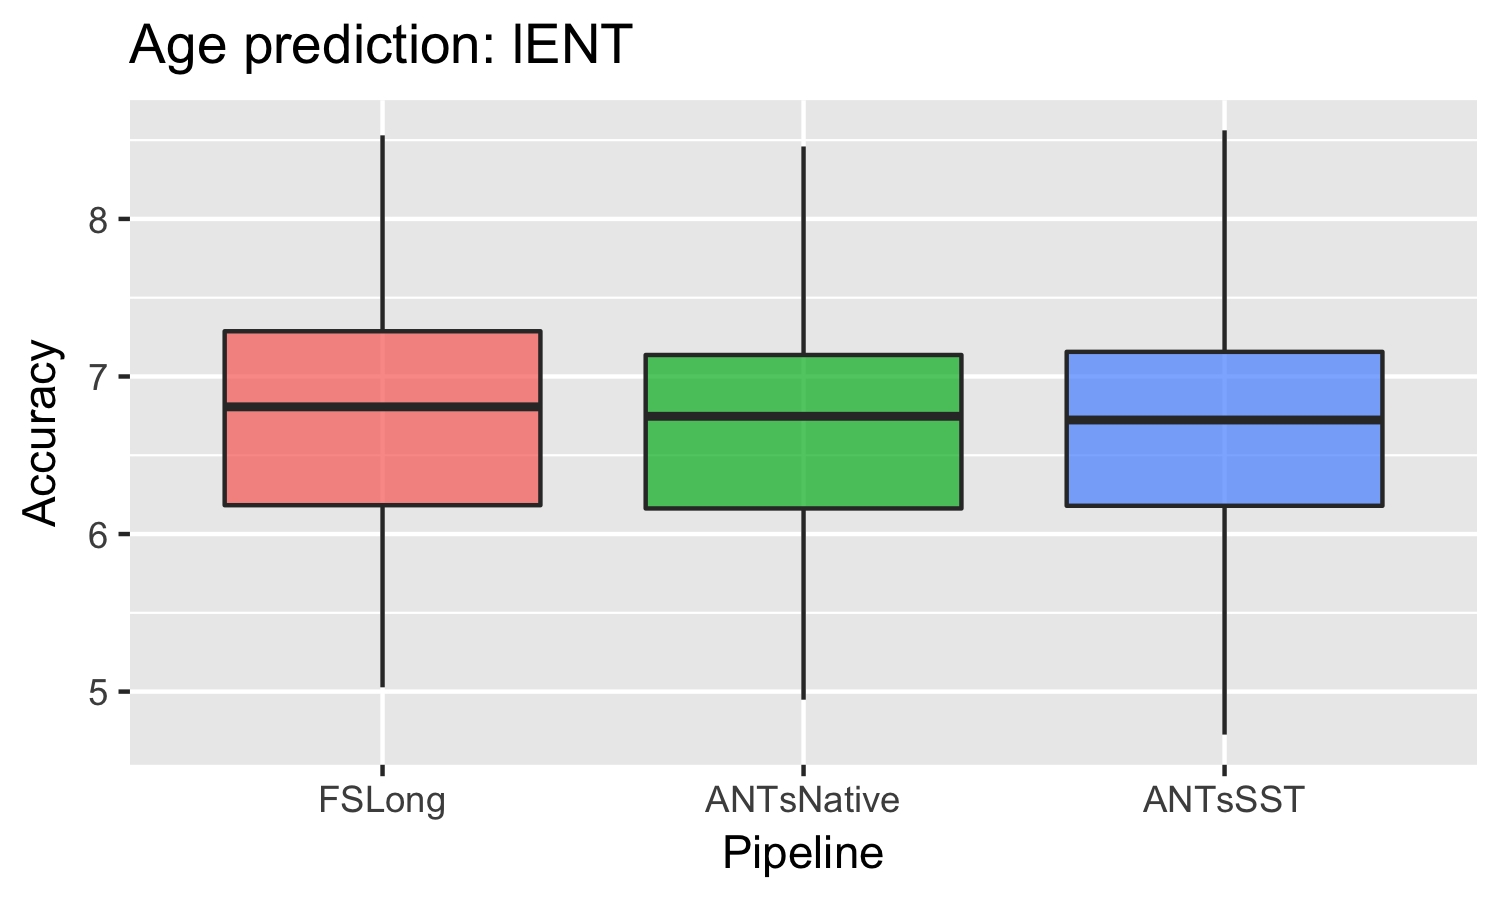 Age prediction: lENT
Accuracy
8
7
6
5
FSLong ANTsNative ANTsSST
Pipeline